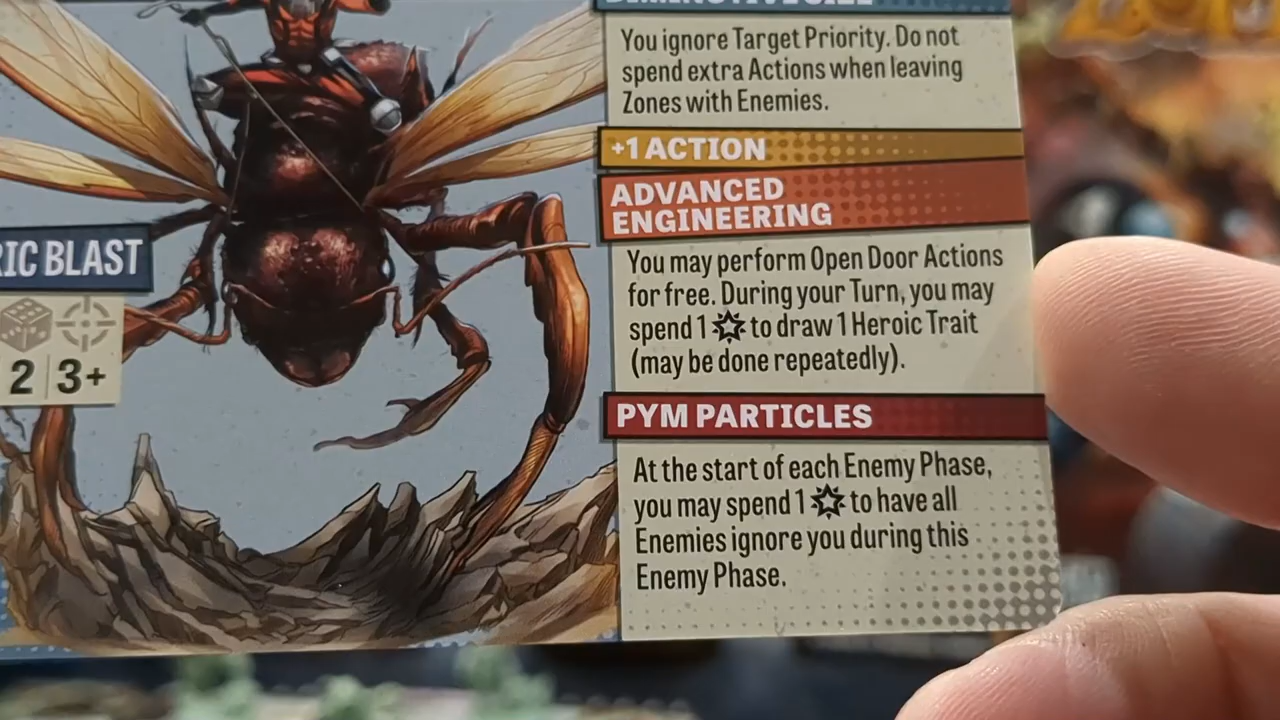 You ignore Target Priority. Do not
spend extra Actions when leaving
Zones with Enemies.
+1 ACTION
ADVANCED
ENGINEERING
You may perform Open Door Actions
for free. During your Turn, you may
spend 1 to draw 1 Heroic Trait
(may be done repeatedly).
PYM PARTICLES
At the start of each Enemy Phase,
you may spend 1 to have all
Enemies ignore you during this
Enemy Phase.
RIC BLAST
2 3+